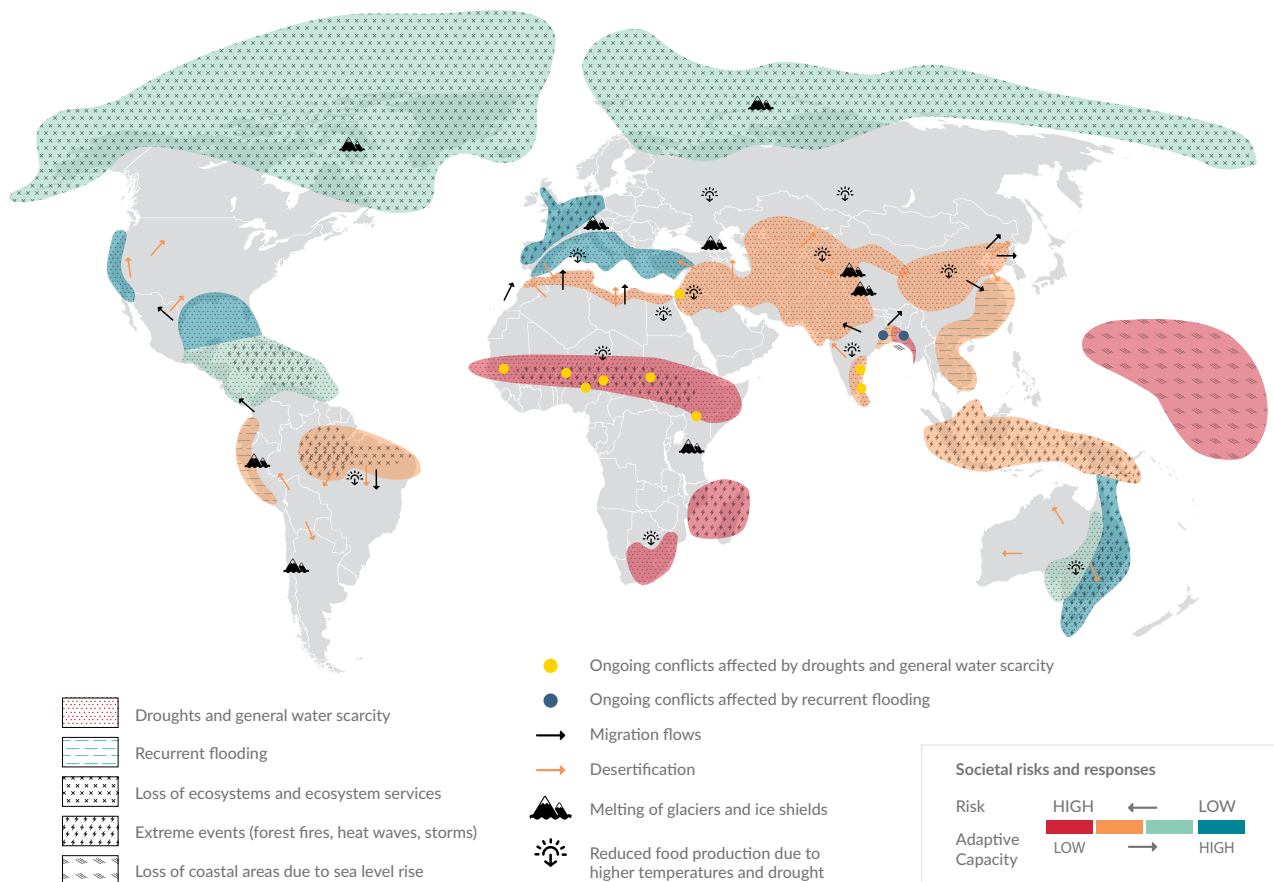 Ongoing conflicts affected by droughts and general water scarcity
Ongoing conflicts affected by recurrent flooding
Migration flows
Desertification
Melting of glaciers and ice shields
Reduced food production due to
higher temperatures and drought
Droughts and general water scarcity
Recurrent flooding
Loss of ecosystems and ecosystem services
Extreme events (forest fires, heat waves, storms)
Loss of coastal areas due to sea level rise
Societal risks and responses
Risk HIGH LOW
Adaptive
Capacity LOW HIGH